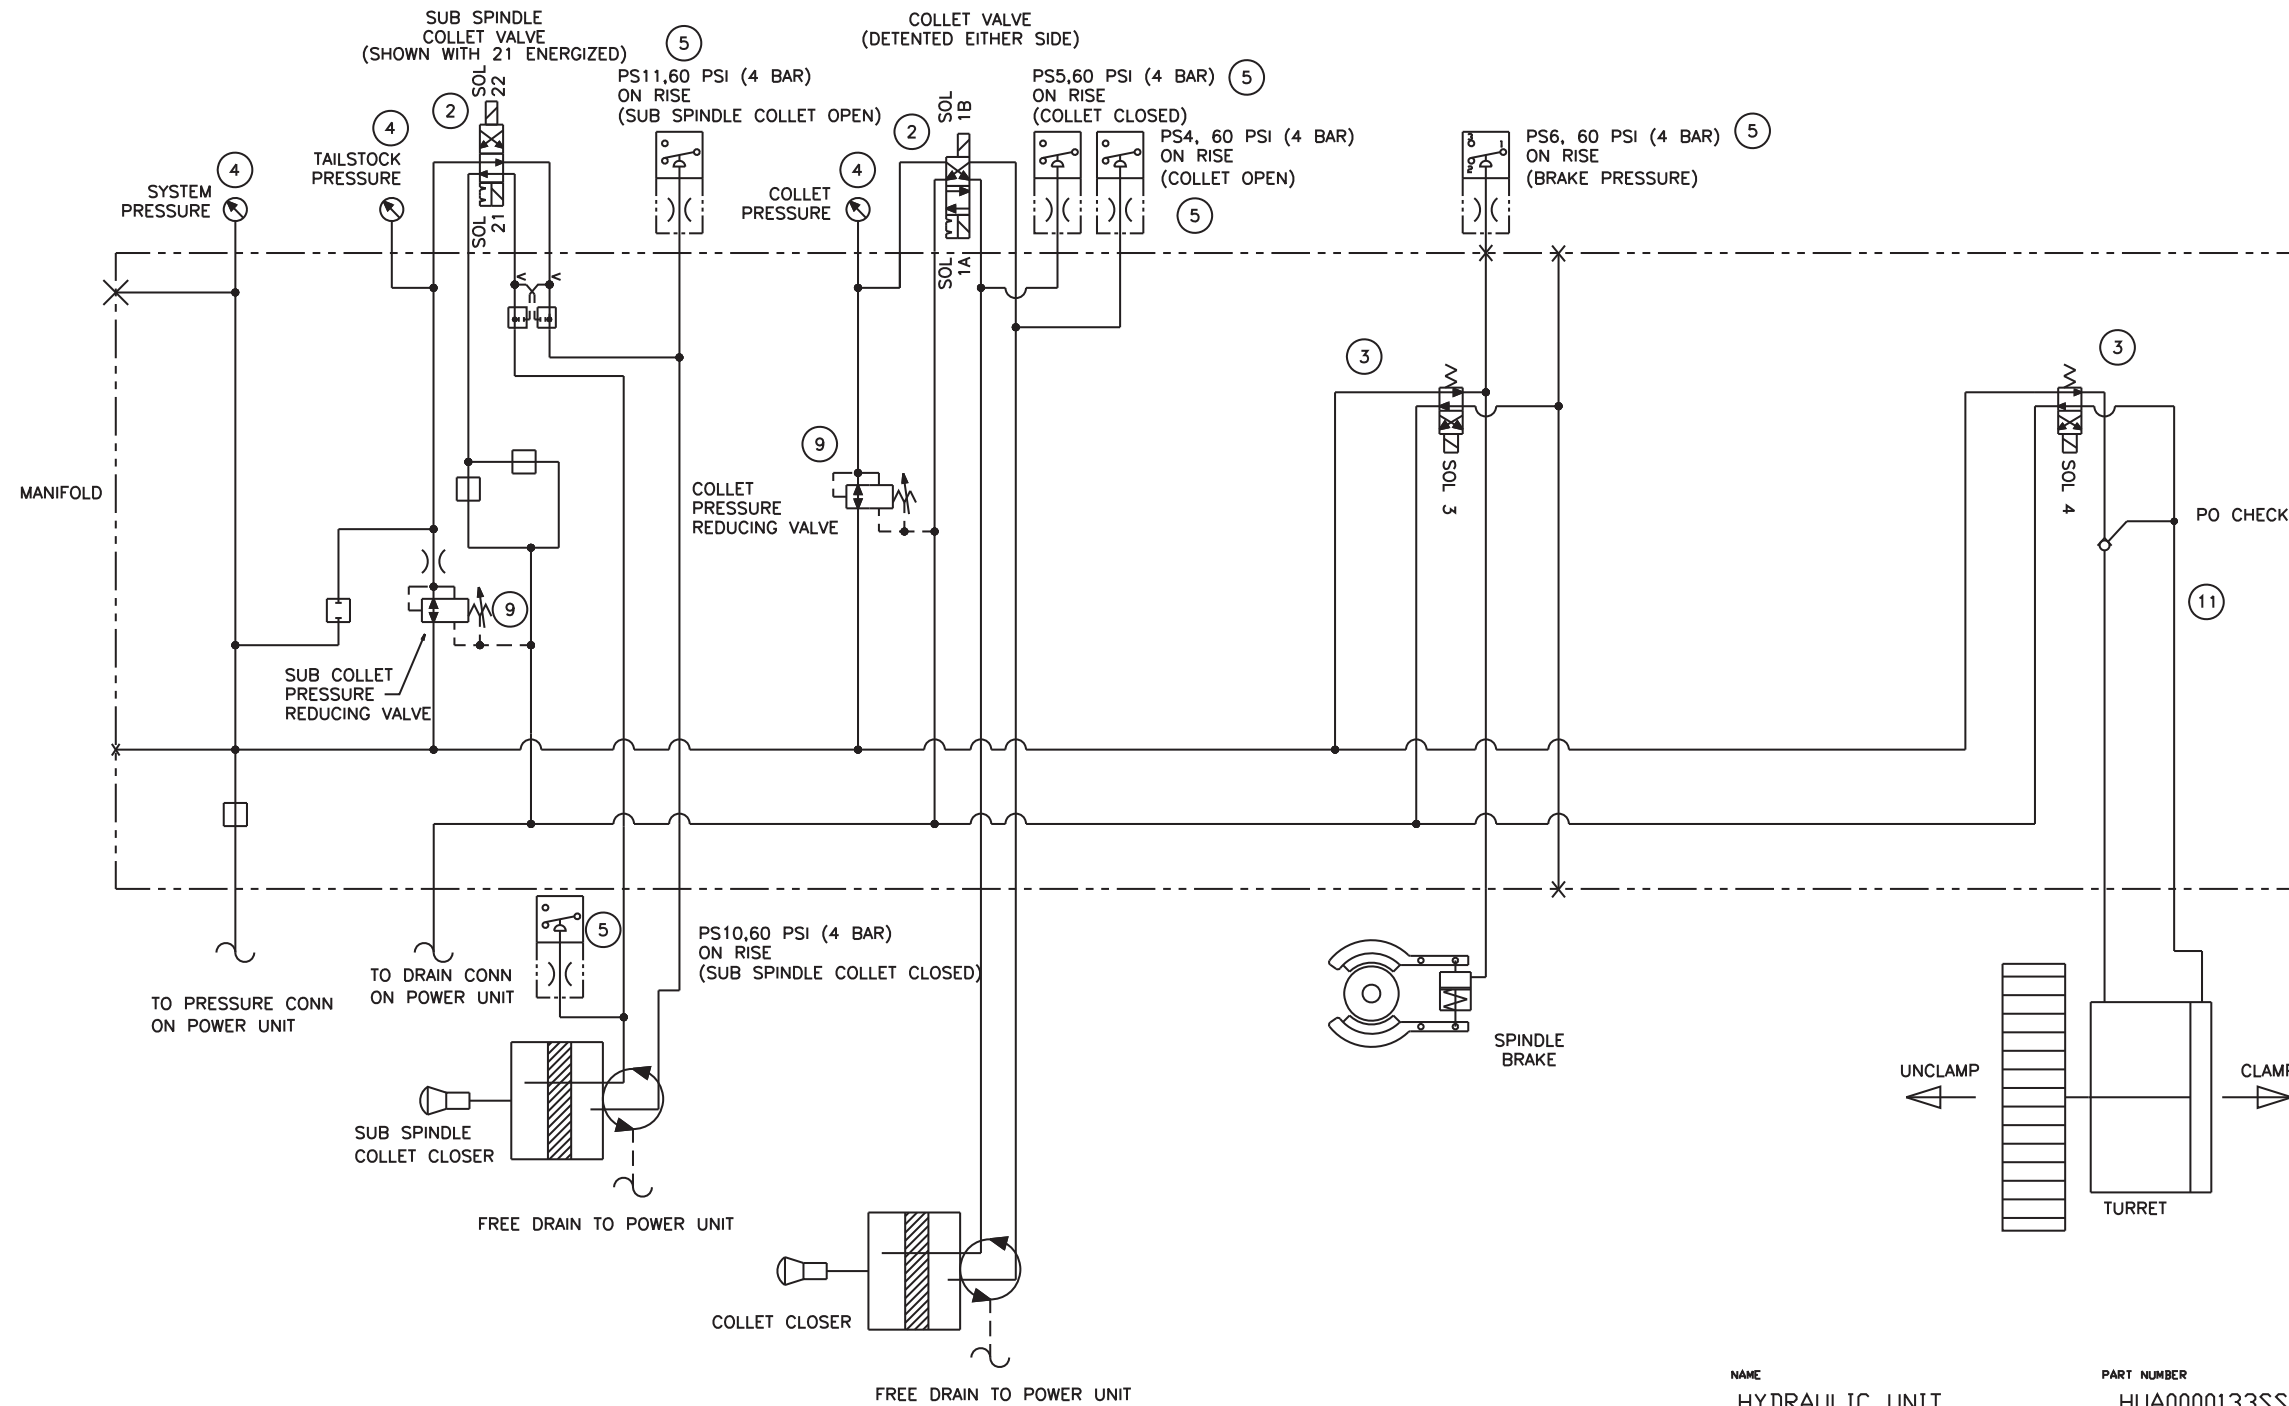 SUB SPINDLE
COLLET VALVE
(SHOWN WITH 21 ENERGIZED)
SOL
22
2
SOL
21
5
PS11,60 PSI (4 BAR)
ON RISE
(SUB SPINDLE COLLET OPEN)
COLLET VALVE
(DETENTED EITHER SIDE)
SOL
1B
2
SOL
1A
PS5,60 PSI (4 BAR)
ON RISE
(COLLET CLOSED)
5
PS4, 60 PSI (4 BAR)
ON RISE
(COLLET OPEN)
5
3
1
2
PS6, 60 PSI (4 BAR)
ON RISE
(BRAKE PRESSURE)
5
4
TAILSTOCK
PRESSURE
4
SYSTEM
PRESSURE
4
COLLET
PRESSURE
3
SOL 3
3
SOL 4
9
COLLET
PRESSURE
REDUCING VALVE
MANIFOLD
PO CHECK
11
9
SUB COLLET
PRESSURE
REDUCING VALVE
TO PRESSURE CONN
ON POWER UNIT
TO DRAIN CONN
ON POWER UNIT
5
PS10,60 PSI (4 BAR)
ON RISE
(SUB SPINDLE COLLET CLOSED)
SPINDLE
BRAKE
UNCLAMP
CLAMP
SUB SPINDLE
COLLET CLOSER
TURRET
FREE DRAIN TO POWER UNIT
COLLET CLOSER
FREE DRAIN TO POWER UNIT
NAME
HYDRAULIC UNIT
PART NUMBER
HUA0000133SS